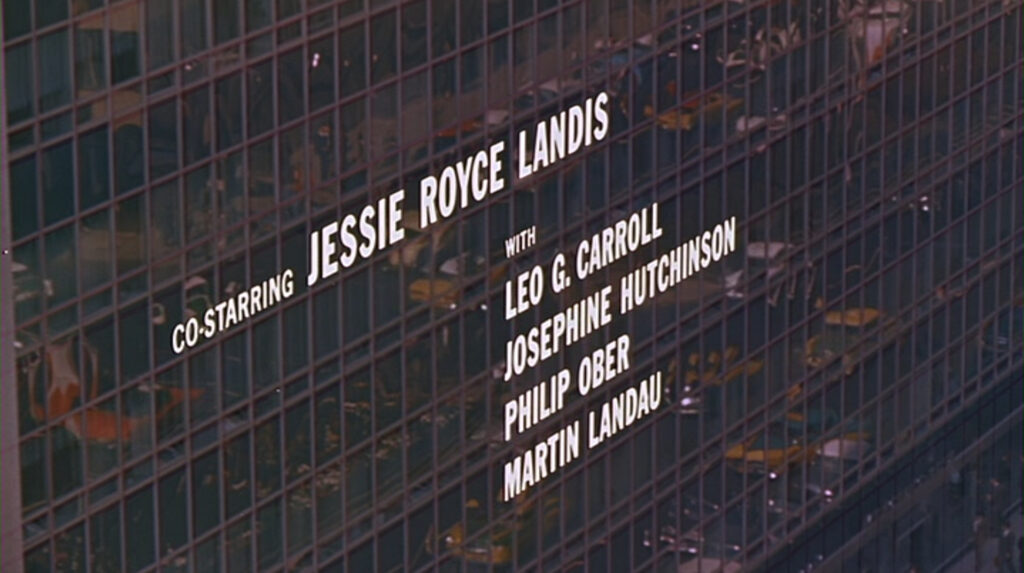 CO-STARRING JESSIE ROYCE LANDIS
WITH
LEO G. CARROLL
JOSEPHINE HUTCHINSON
PHILIP OBER
MARTIN LANDAU